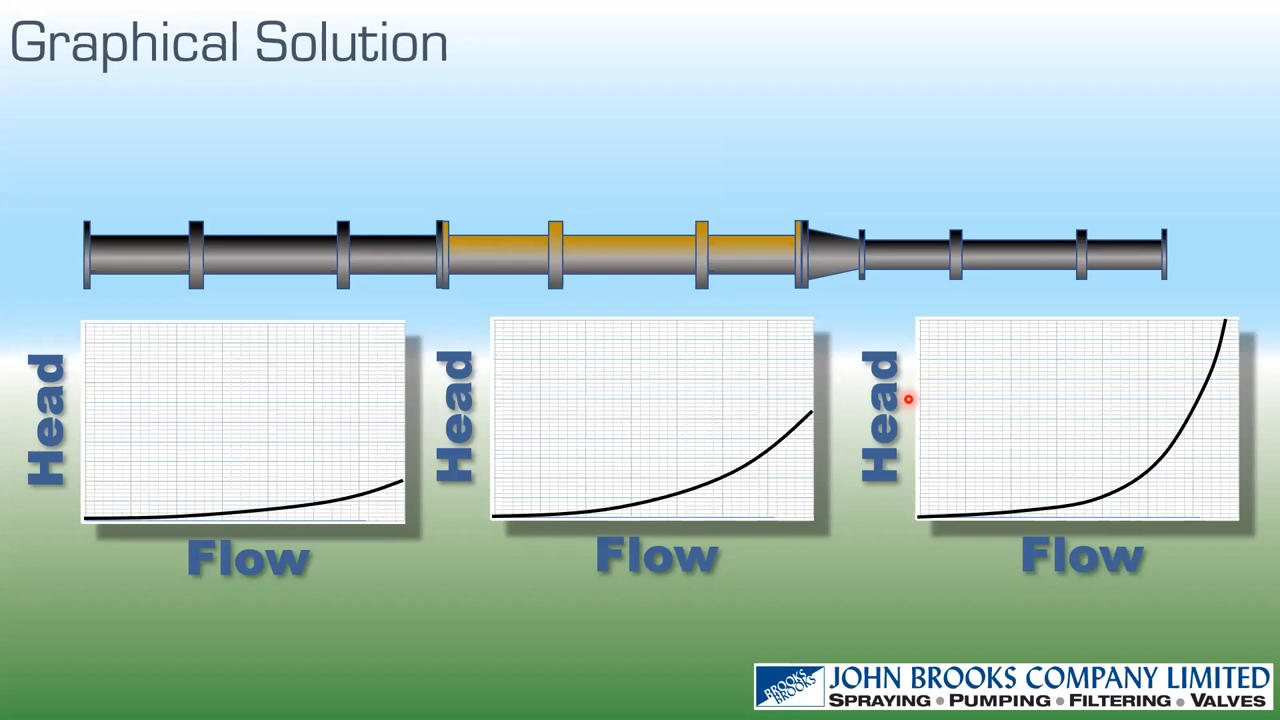 Graphical Solution
Head
Flow
Head
Flow
Head
Flow
BROOKS
BROOKS
JOHN BROOKS COMPANY LIMITED
SPRAYING • PUMPING • FILTERING • VALVES